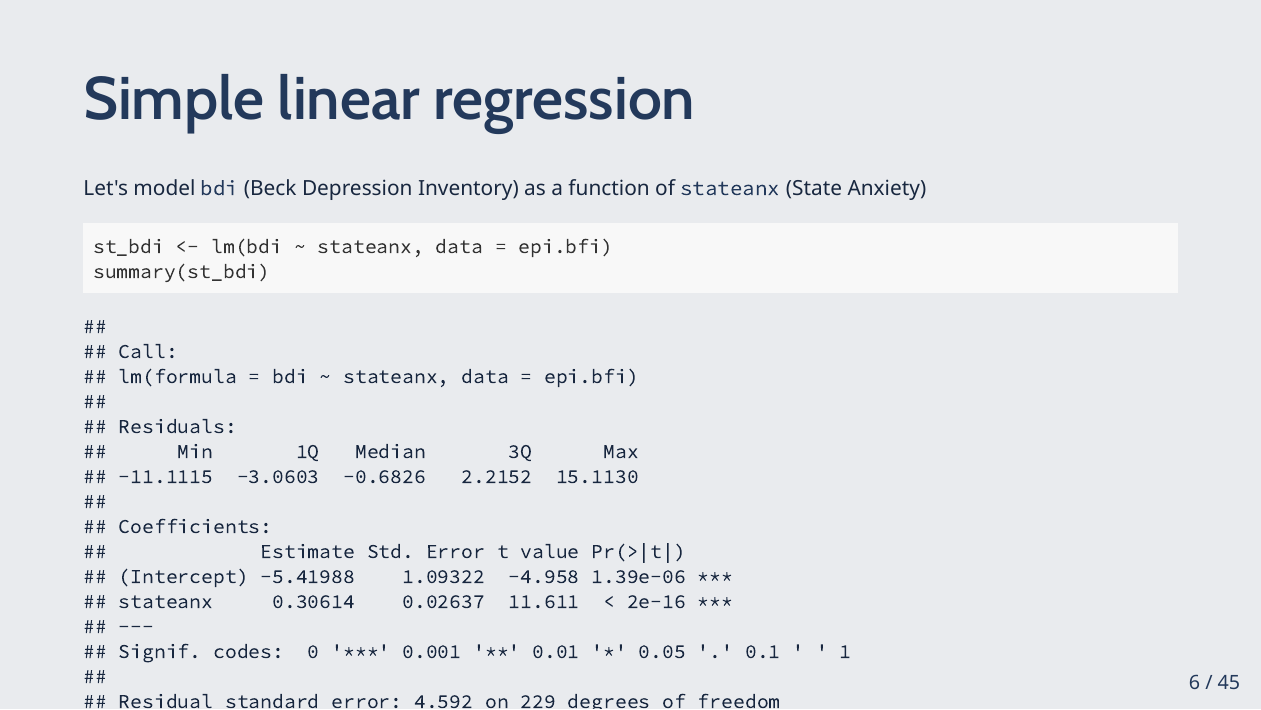 Simple linear regression
Let's model bdi (Beck Depression Inventory) as a function of stateanx (State Anxiety)
st_bdi <- lm(bdi ~ stateanx, data = epi.bfi)
summary(st_bdi)
##
## Call:
## lm(formula = bdi ~ stateanx, data = epi.bfi)
##
## Residuals:
##      Min       1Q   Median       3Q      Max
## -11.1115  -3.0603  -0.6826   2.2152  15.1130
##
## Coefficients:
##             Estimate Std. Error t value Pr(>|t|)
## (Intercept) -5.41988    1.09322  -4.958 1.39e-06 ***
## stateanx     0.30614    0.02637  11.611  < 2e-16 ***
## ---
## Signif. codes:  0 '***' 0.001 '**' 0.01 '*' 0.05 '.' 0.1 ' ' 1
##
## Residual standard error: 4.592 on 229 degrees of freedom
6 / 45